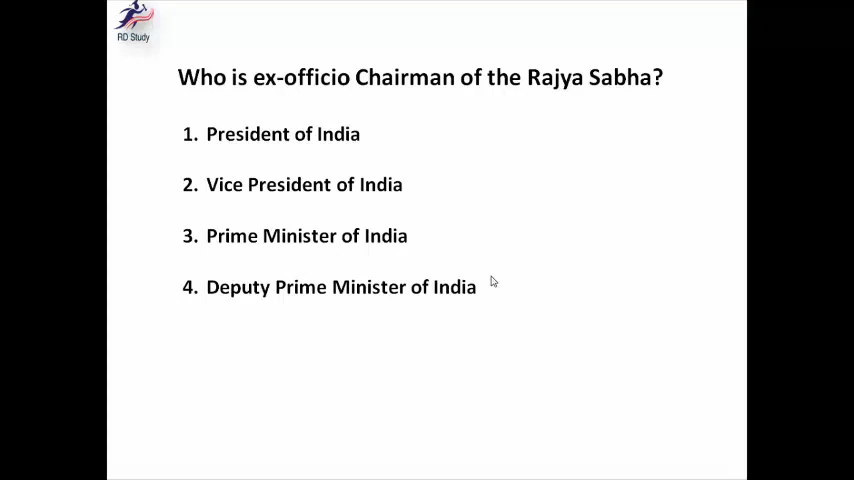 RD Study
Who is ex-officio Chairman of the Rajya Sabha?
1. President of India
2. Vice President of India
3. Prime Minister of India
4. Deputy Prime Minister of India